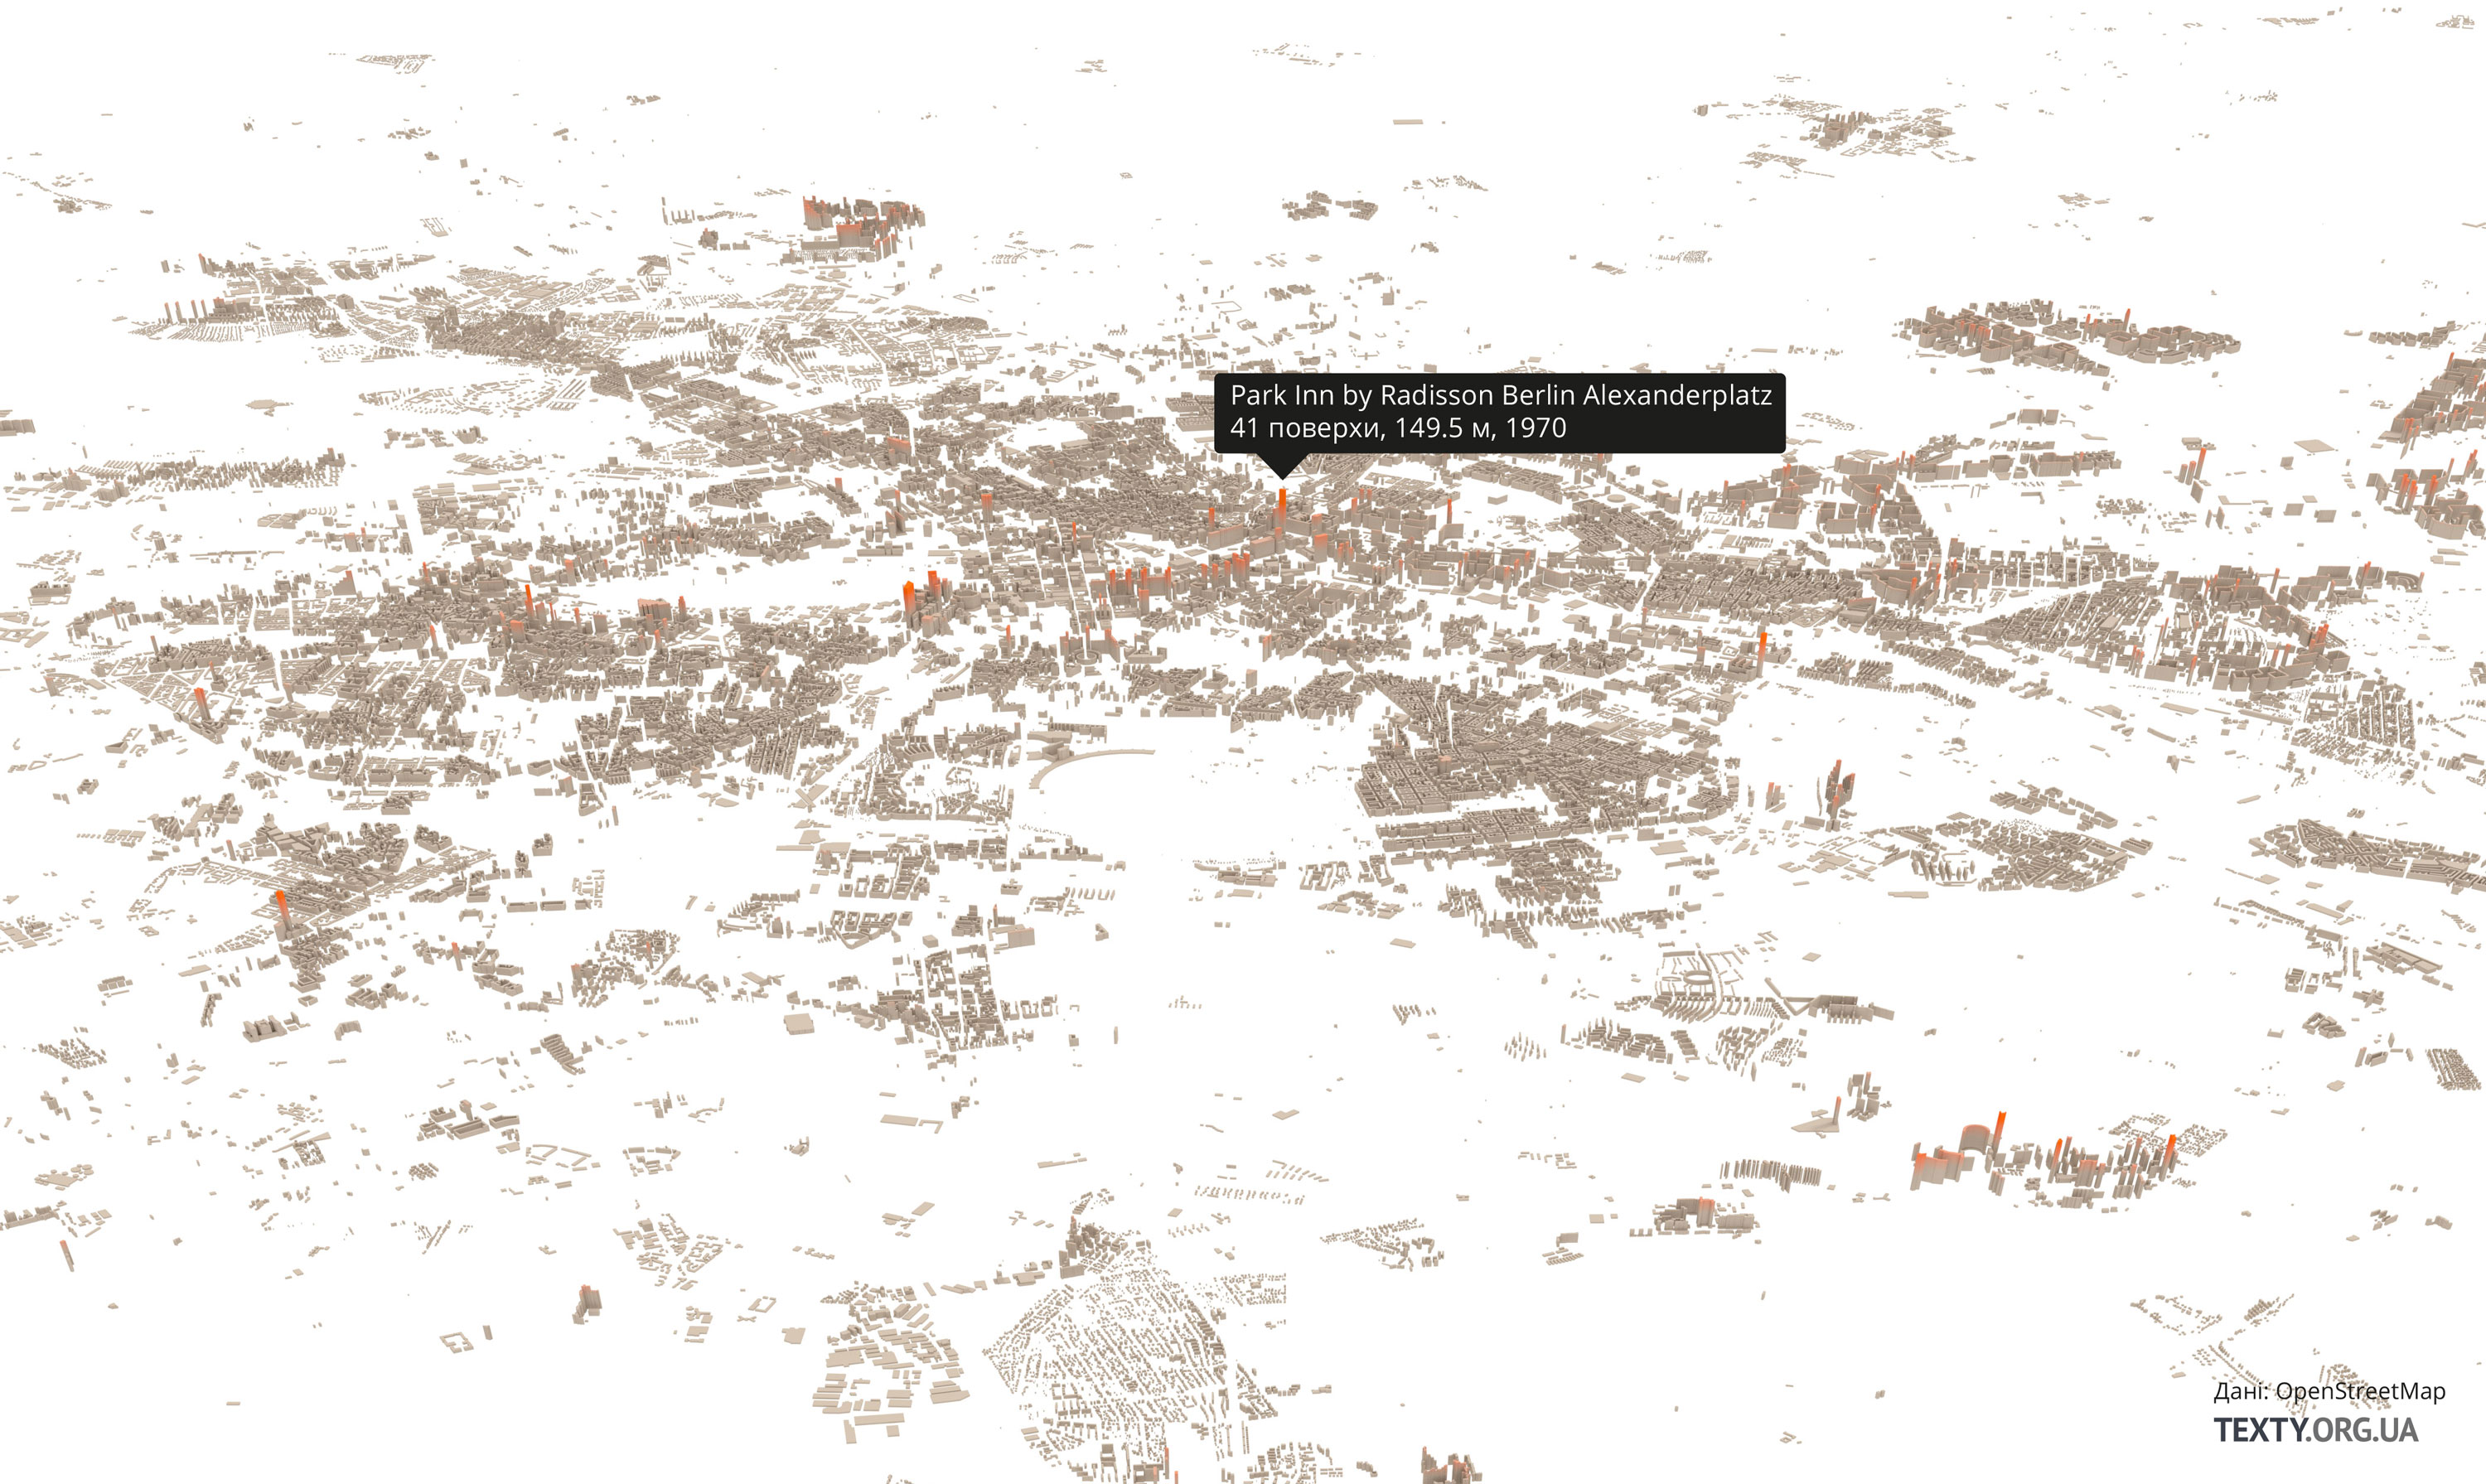 Park Inn by Radisson Berlin Alexanderplatz
41 поверхи, 149.5 м, 1970
Дані: OpenStreetMap
TEXTY.ORG.UA